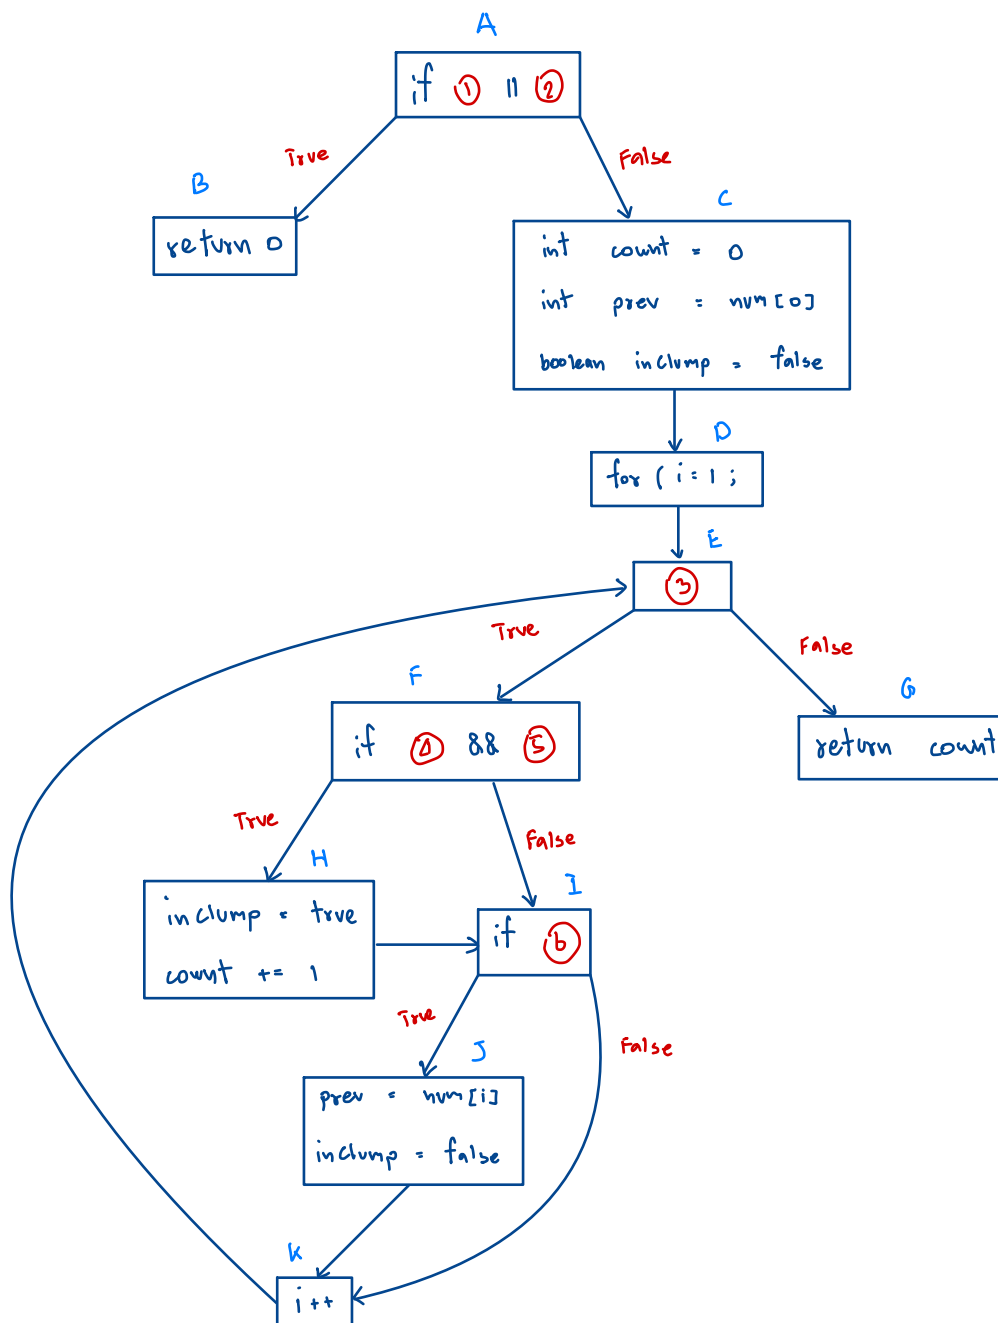 A
if ① || ②
True
False
B
return 0
C
int count = 0
int prev = num[0]
boolean inclump = false
D
for ( i = 1 ;
E
③
True
False
F
if ④ && ⑤
G
return count
True
False
H
inclump = true
count += 1
I
if ⑥
True
False
J
prev = num[i]
inclump = false
K
i++